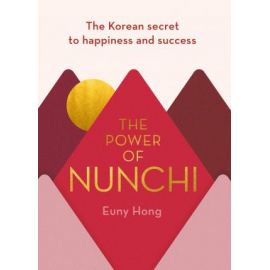 The Korean secret
to happiness and success
THE
POWER OF
NUNCHI
Euny Hong